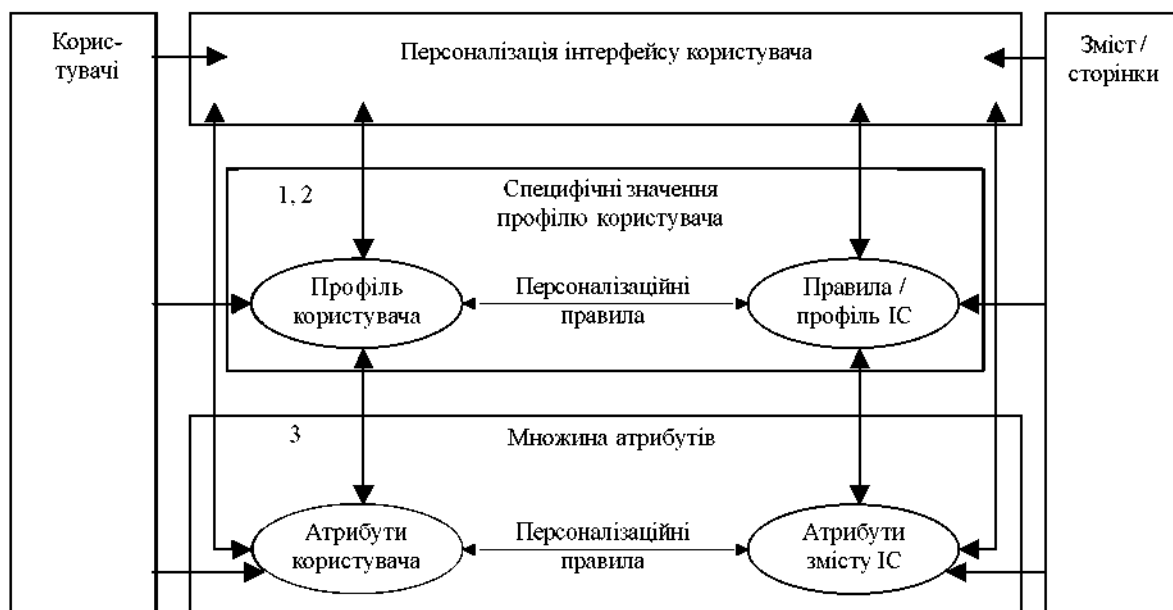 Корис-
тувачі
Персоналізація інтерфейсу користувача
Зміст /
сторінки
1, 2
Специфічні значення
профілю користувача
Профіль
користувача
Персоналізаційні
правила
Правила /
профіль ІС
3
Множина атрибутів
Атрибути
користувача
Персоналізаційні
правила
Атрибути
змісту ІС